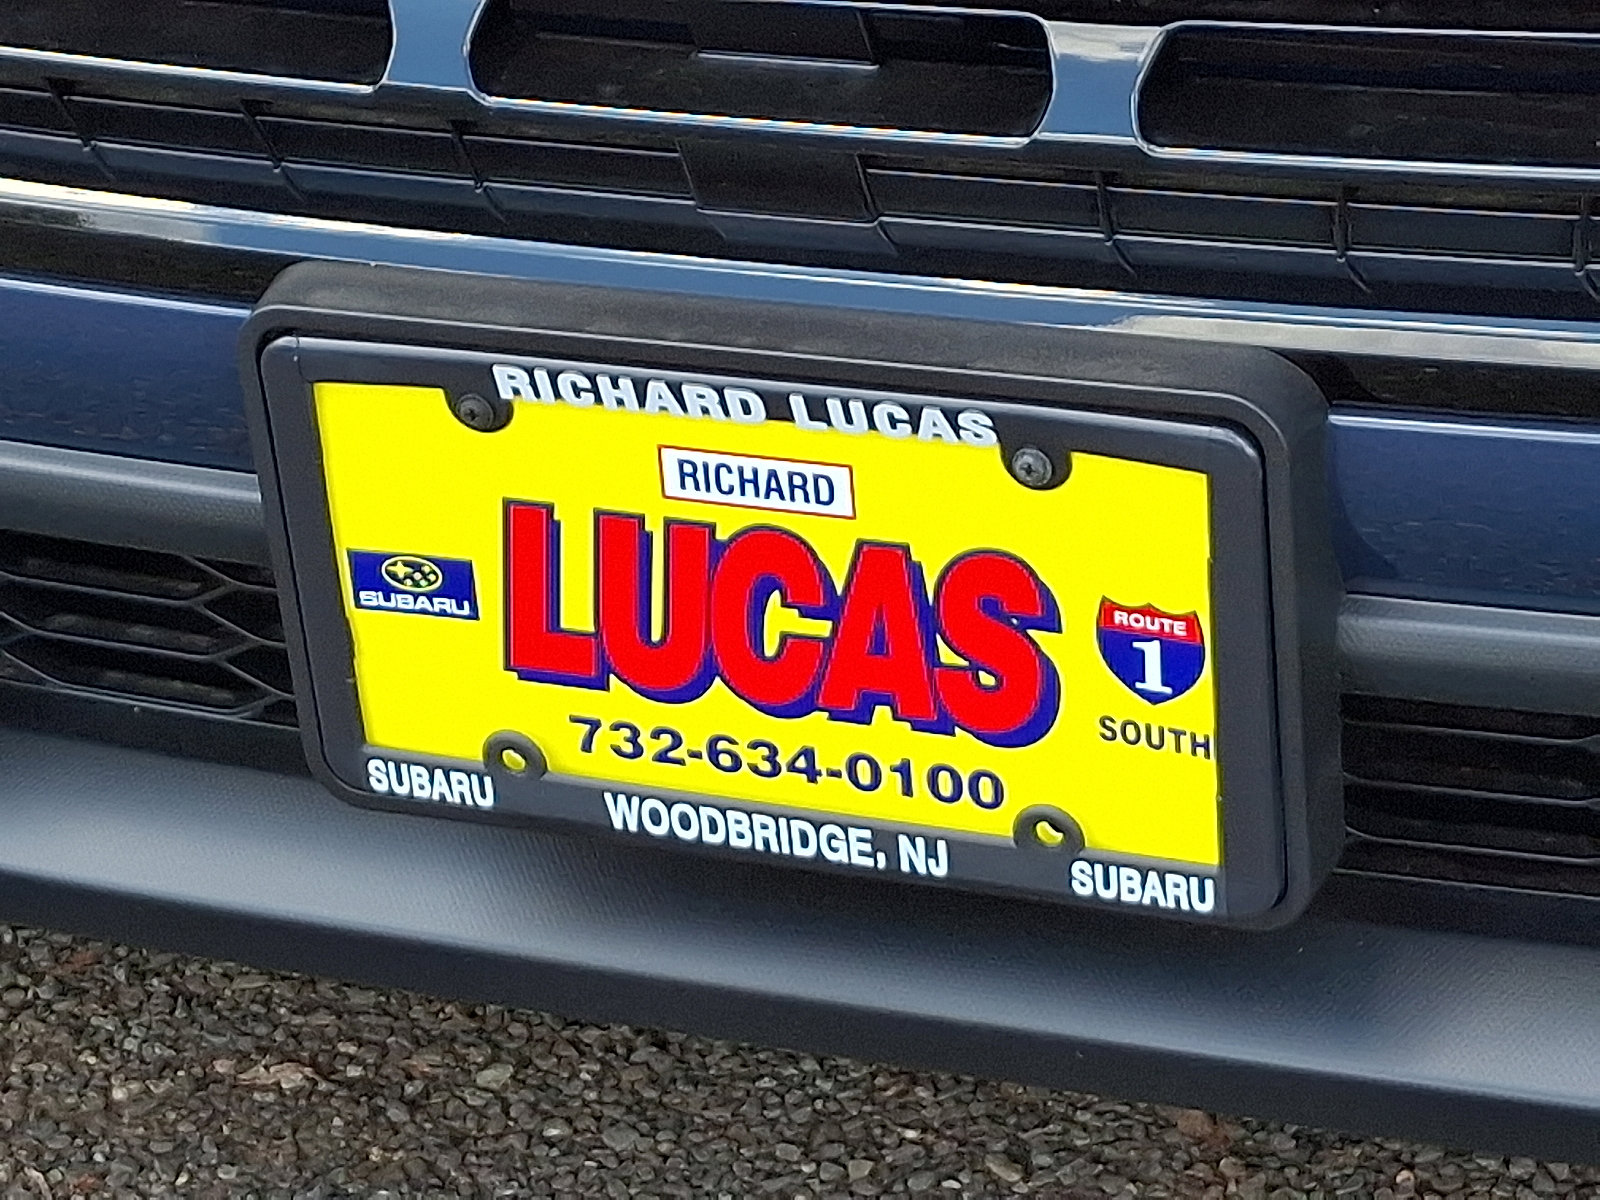 RICHARD LUCAS
RICHARD
LUCAS
SUBARU
ROUTE
1
SOUTH
732-634-0100
SUBARU
WOODBRIDGE, NJ
SUBARU